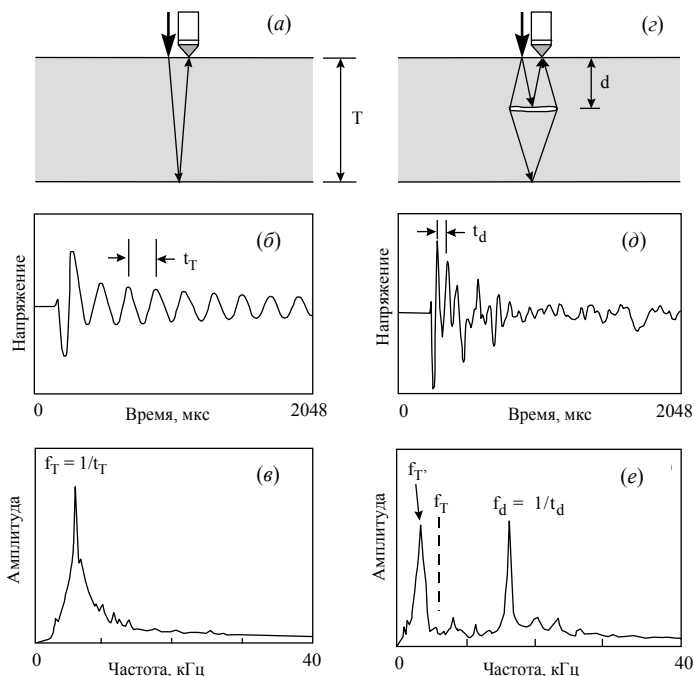 (а)
T
(г)
d
Напряжение
(б)
t_T
0
Время, мкс
2048
Напряжение
(д)
t_d
0
Время, мкс
2048
Амплитуда
f_T = 1/t_T
(в)
0
Частота, кГц
40
Амплитуда
f_T'
f_T
f_d = 1/t_d
(е)
0
Частота, кГц
40